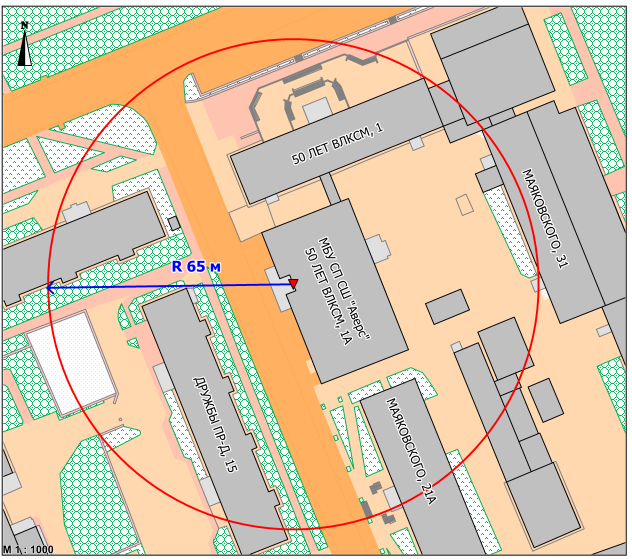 N
50 ЛЕТ ВЛКСМ, 1
МАЯКОВСКОГО, 31
R 65 м
МБУ СП СШ "Аверс"
50 ЛЕТ ВЛКСМ, 1А
ДРУЖБЫ ПР-Д, 15
МАЯКОВСКОГО, 21А
М 1 : 1000